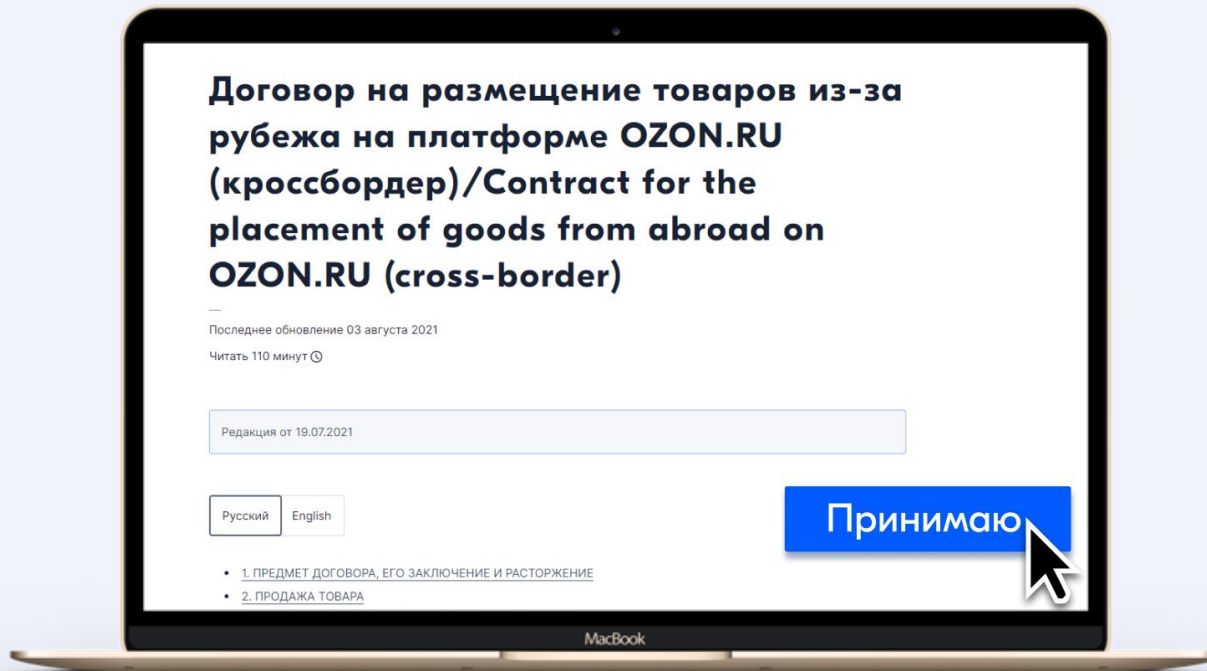 Договор на размещение товаров из-за
рубежа на платформе OZON.RU
(кроссбордер)/Contract for the
placement of goods from abroad on
OZON.RU (cross-border)
Последнее обновление 03 августа 2021
Читать 110 минут
Редакция от 19.07.2021
Русский English
Принимаю
1. ПРЕДМЕТ ДОГОВОРА, ЕГО ЗАКЛЮЧЕНИЕ И РАСТОРЖЕНИЕ
2. ПРОДАЖА ТОВАРА
MacBook